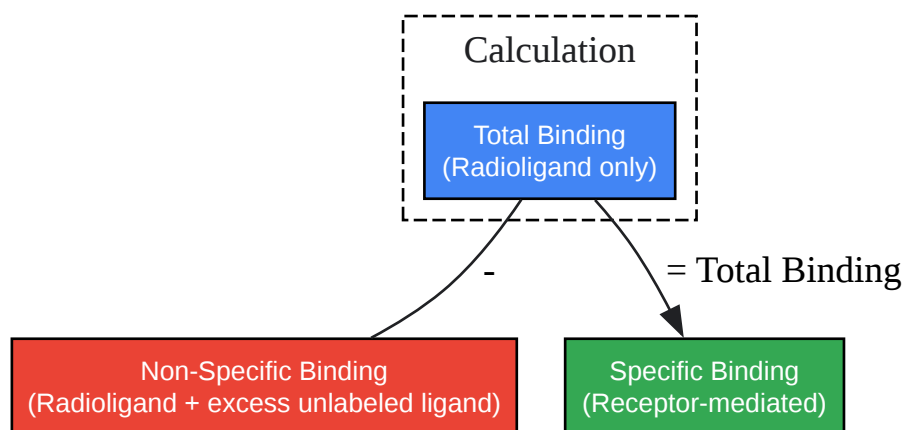 Calculation
Total Binding
(Radioligand only)
-
= Total Binding
Non-Specific Binding
(Radioligand + excess unlabeled ligand)
Specific Binding
(Receptor-mediated)